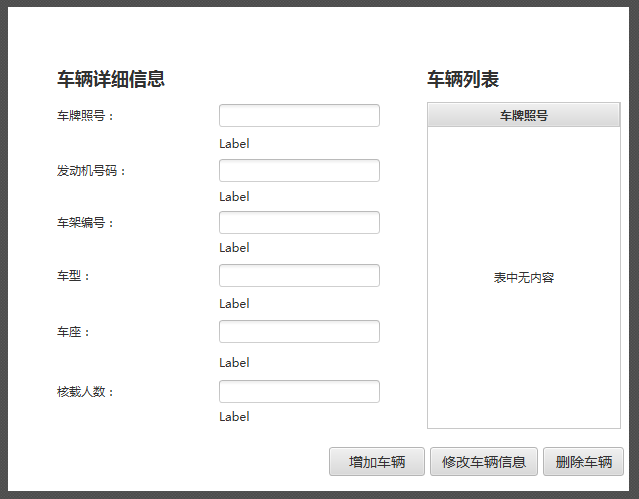 车辆详细信息
车牌照号：
Label
发动机号码：
Label
车架编号：
Label
车型：
Label
车座：
Label
核载人数：
Label
车辆列表
车牌照号
表中无内容
增加车辆
修改车辆信息
删除车辆